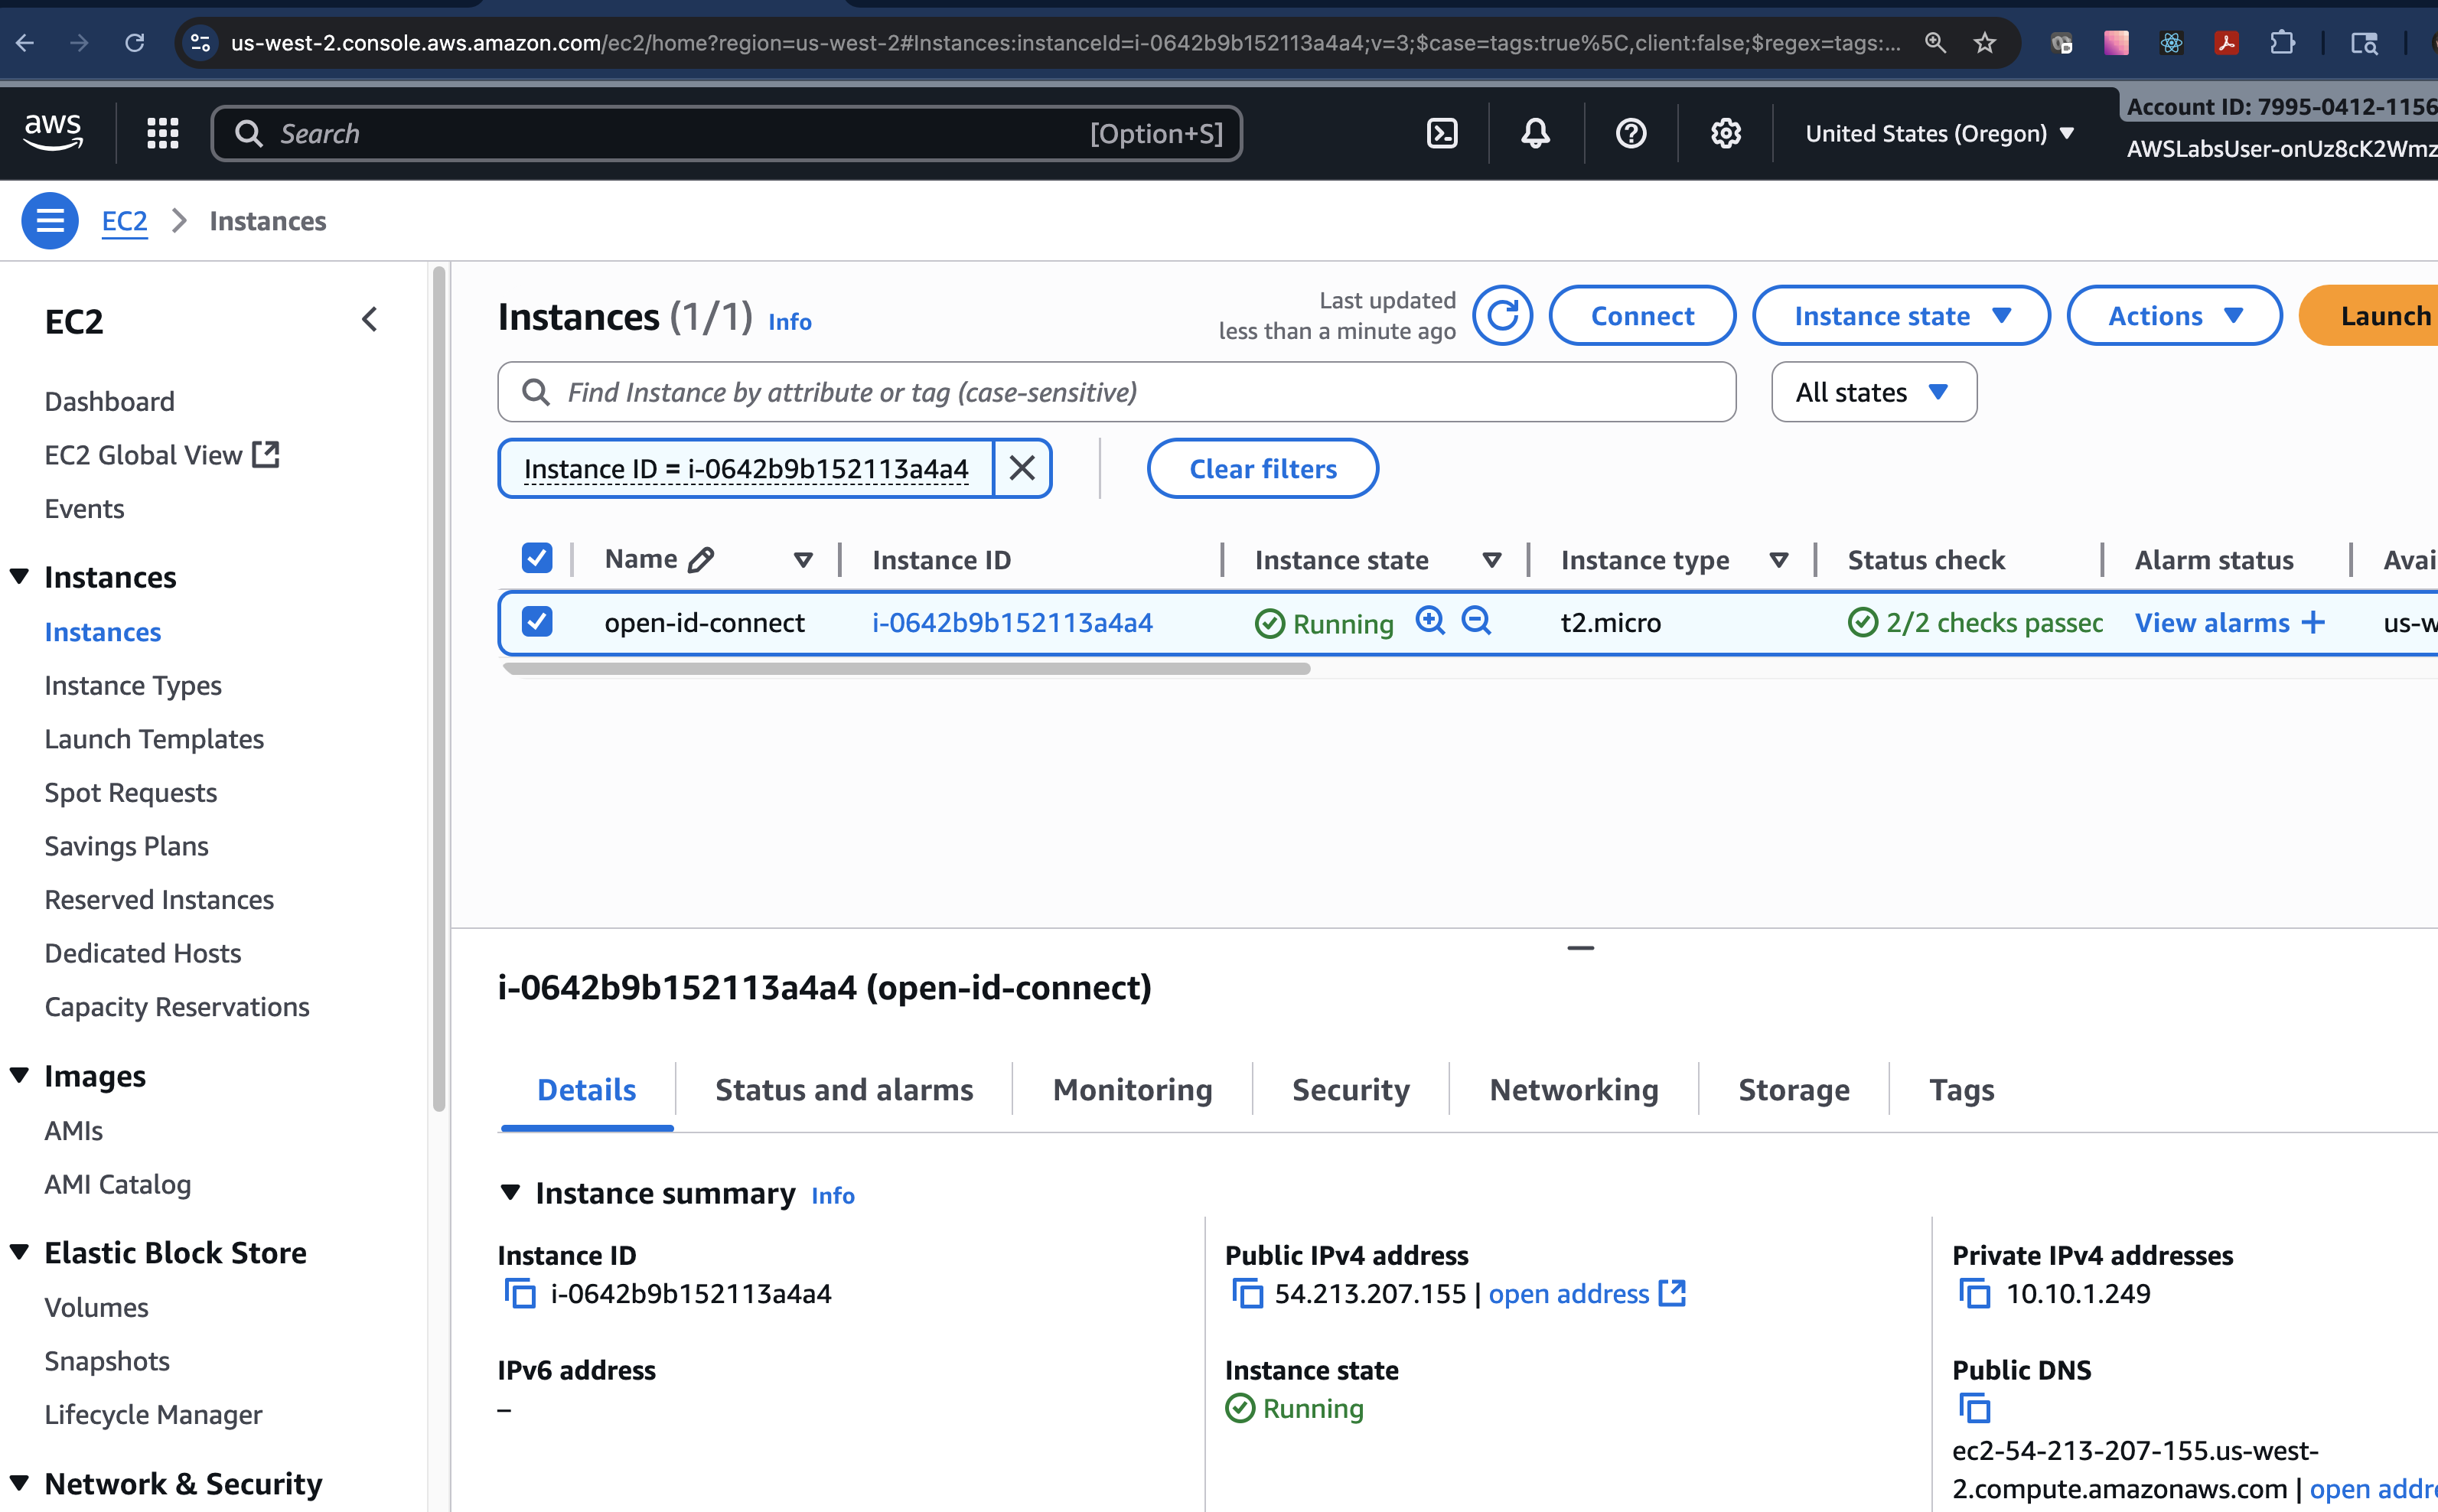 us-west-2.console.aws.amazon.com/ec2/home?region=us-west-2#Instances:instanceId=i-0642b9b152113a4a4;v=3;$case=tags:true%5C,client:false;$regex=tags:...
aws
Search
[Option+S]
United States (Oregon)
Account ID: 7995-0412-1156
AWSLabsUser-onUz8cK2Wmz
EC2
Instances
EC2
Dashboard
EC2 Global View
Events
Instances
Instances
Instance Types
Launch Templates
Spot Requests
Savings Plans
Reserved Instances
Dedicated Hosts
Capacity Reservations
Images
AMIs
AMI Catalog
Elastic Block Store
Volumes
Snapshots
Lifecycle Manager
Network & Security
Instances (1/1) Info
Last updated
less than a minute ago
Connect
Instance state
Actions
Launch
Find Instance by attribute or tag (case-sensitive)
All states
Instance ID = i-0642b9b152113a4a4
Clear filters
Name Instance ID Instance state Instance type Status check Alarm status Avai
open-id-connect i-0642b9b152113a4a4 Running t2.micro 2/2 checks passec View alarms + us-w
i-0642b9b152113a4a4 (open-id-connect)
Details Status and alarms Monitoring Security Networking Storage Tags
Instance summary Info
Instance ID
i-0642b9b152113a4a4
Public IPv4 address
54.213.207.155 | open address
Private IPv4 addresses
10.10.1.249
IPv6 address
–
Instance state
Running
Public DNS
ec2-54-213-207-155.us-west-
2.compute.amazonaws.com | open addre